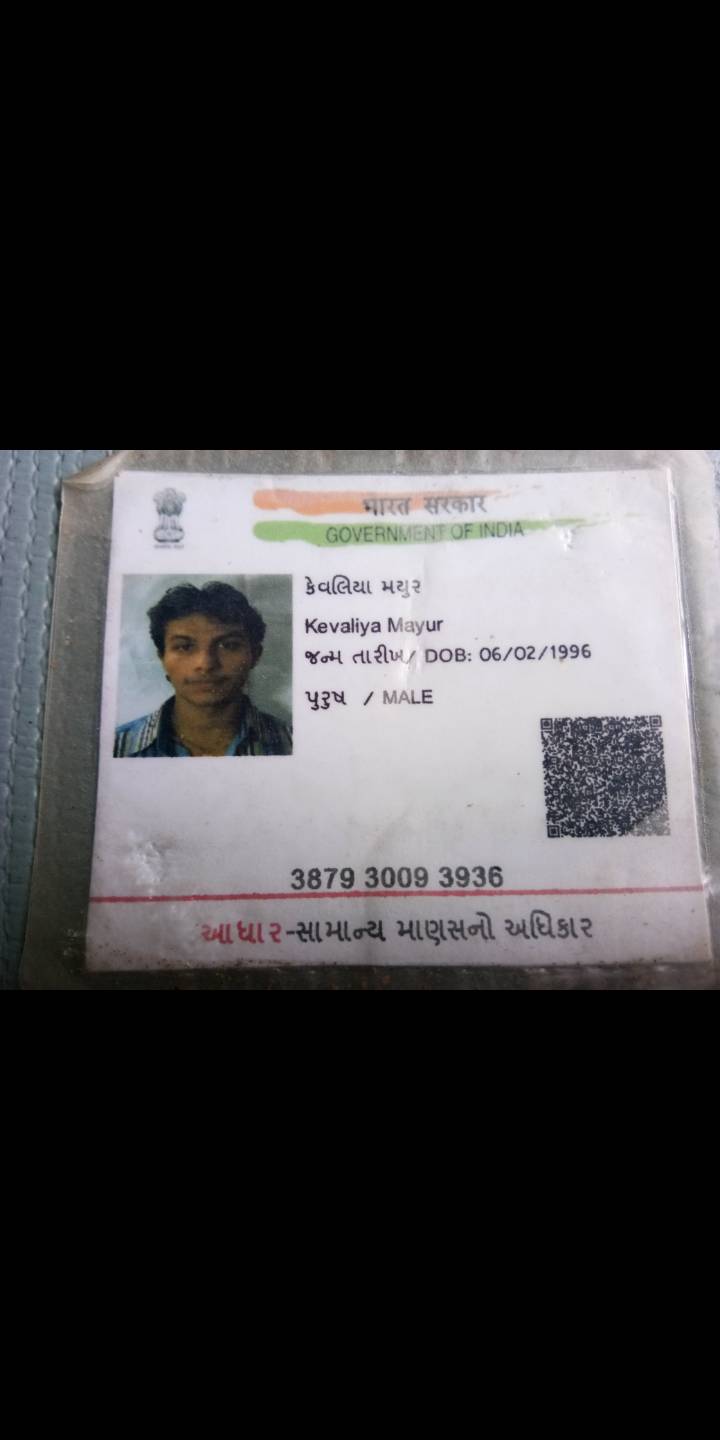 भारत सरकार
GOVERNMENT OF INDIA
કેવલિયા મયુર
Kevaliya Mayur
જન્મ તારીખ/ DOB: 06/02/1996
પુરુષ / MALE
3879 3009 3936
આધાર-સામાન્ય માણસનો અધિકાર